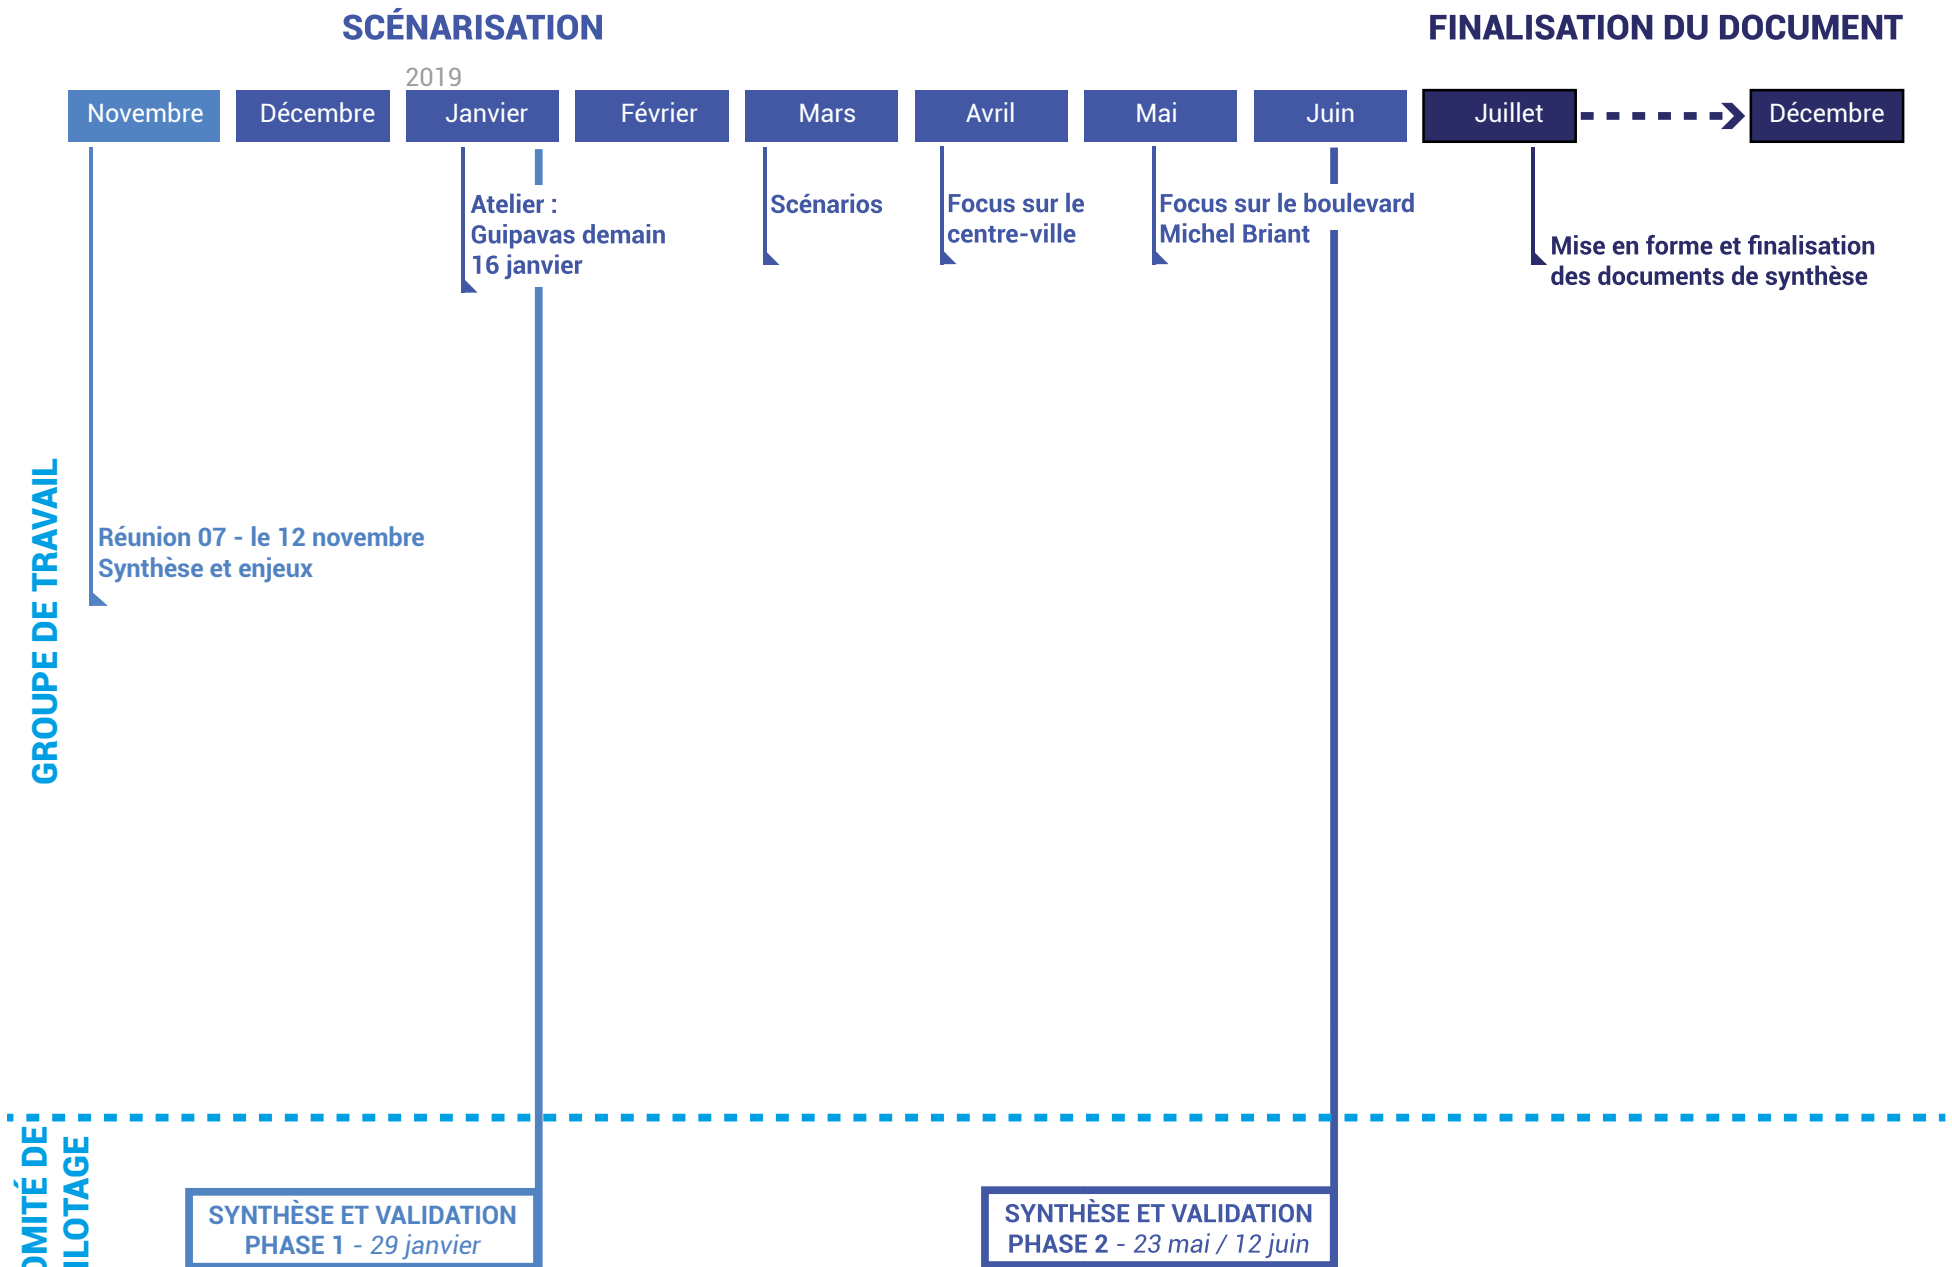 SCÉNARISATION
FINALISATION DU DOCUMENT
2019
Novembre
Décembre
Janvier
Février
Mars
Avril
Mai
Juin
Juillet
Décembre
Atelier :
Guipavas demain
16 janvier
Scénarios
Focus sur le
centre-ville
Focus sur le boulevard
Michel Briant
Mise en forme et finalisation
des documents de synthèse
GROUPE DE TRAVAIL
Réunion 07 - le 12 novembre
Synthèse et enjeux
OMITÉ DE
ILOTAGE
SYNTHÈSE ET VALIDATION
PHASE 1 - 29 janvier
SYNTHÈSE ET VALIDATION
PHASE 2 - 23 mai / 12 juin